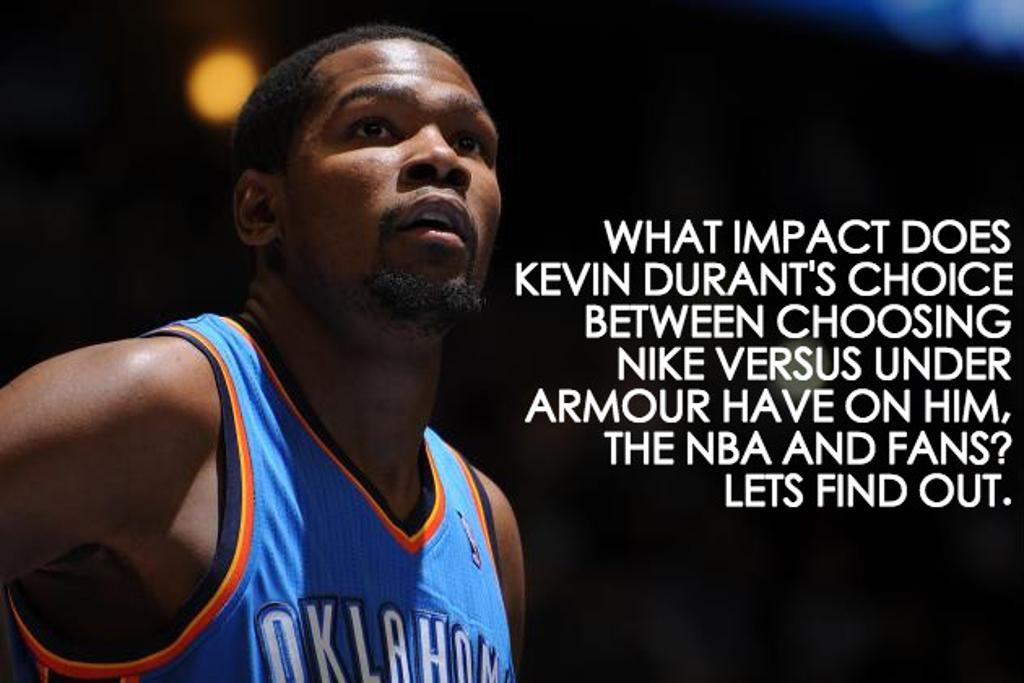 WHAT IMPACT DOES
KEVIN DURANT'S CHOICE
BETWEEN CHOOSING
NIKE VERSUS UNDER
ARMOUR HAVE ON HIM,
THE NBA AND FANS?
LETS FIND OUT.
OKLAHOM